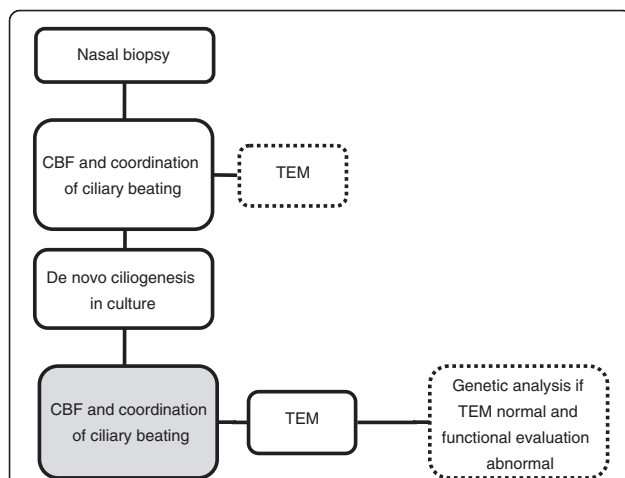 Nasal biopsy
CBF and coordination
of ciliary beating
TEM
De novo ciliogenesis
in culture
CBF and coordination
of ciliary beating
TEM
Genetic analysis if
TEM normal and
functional evaluation
abnormal